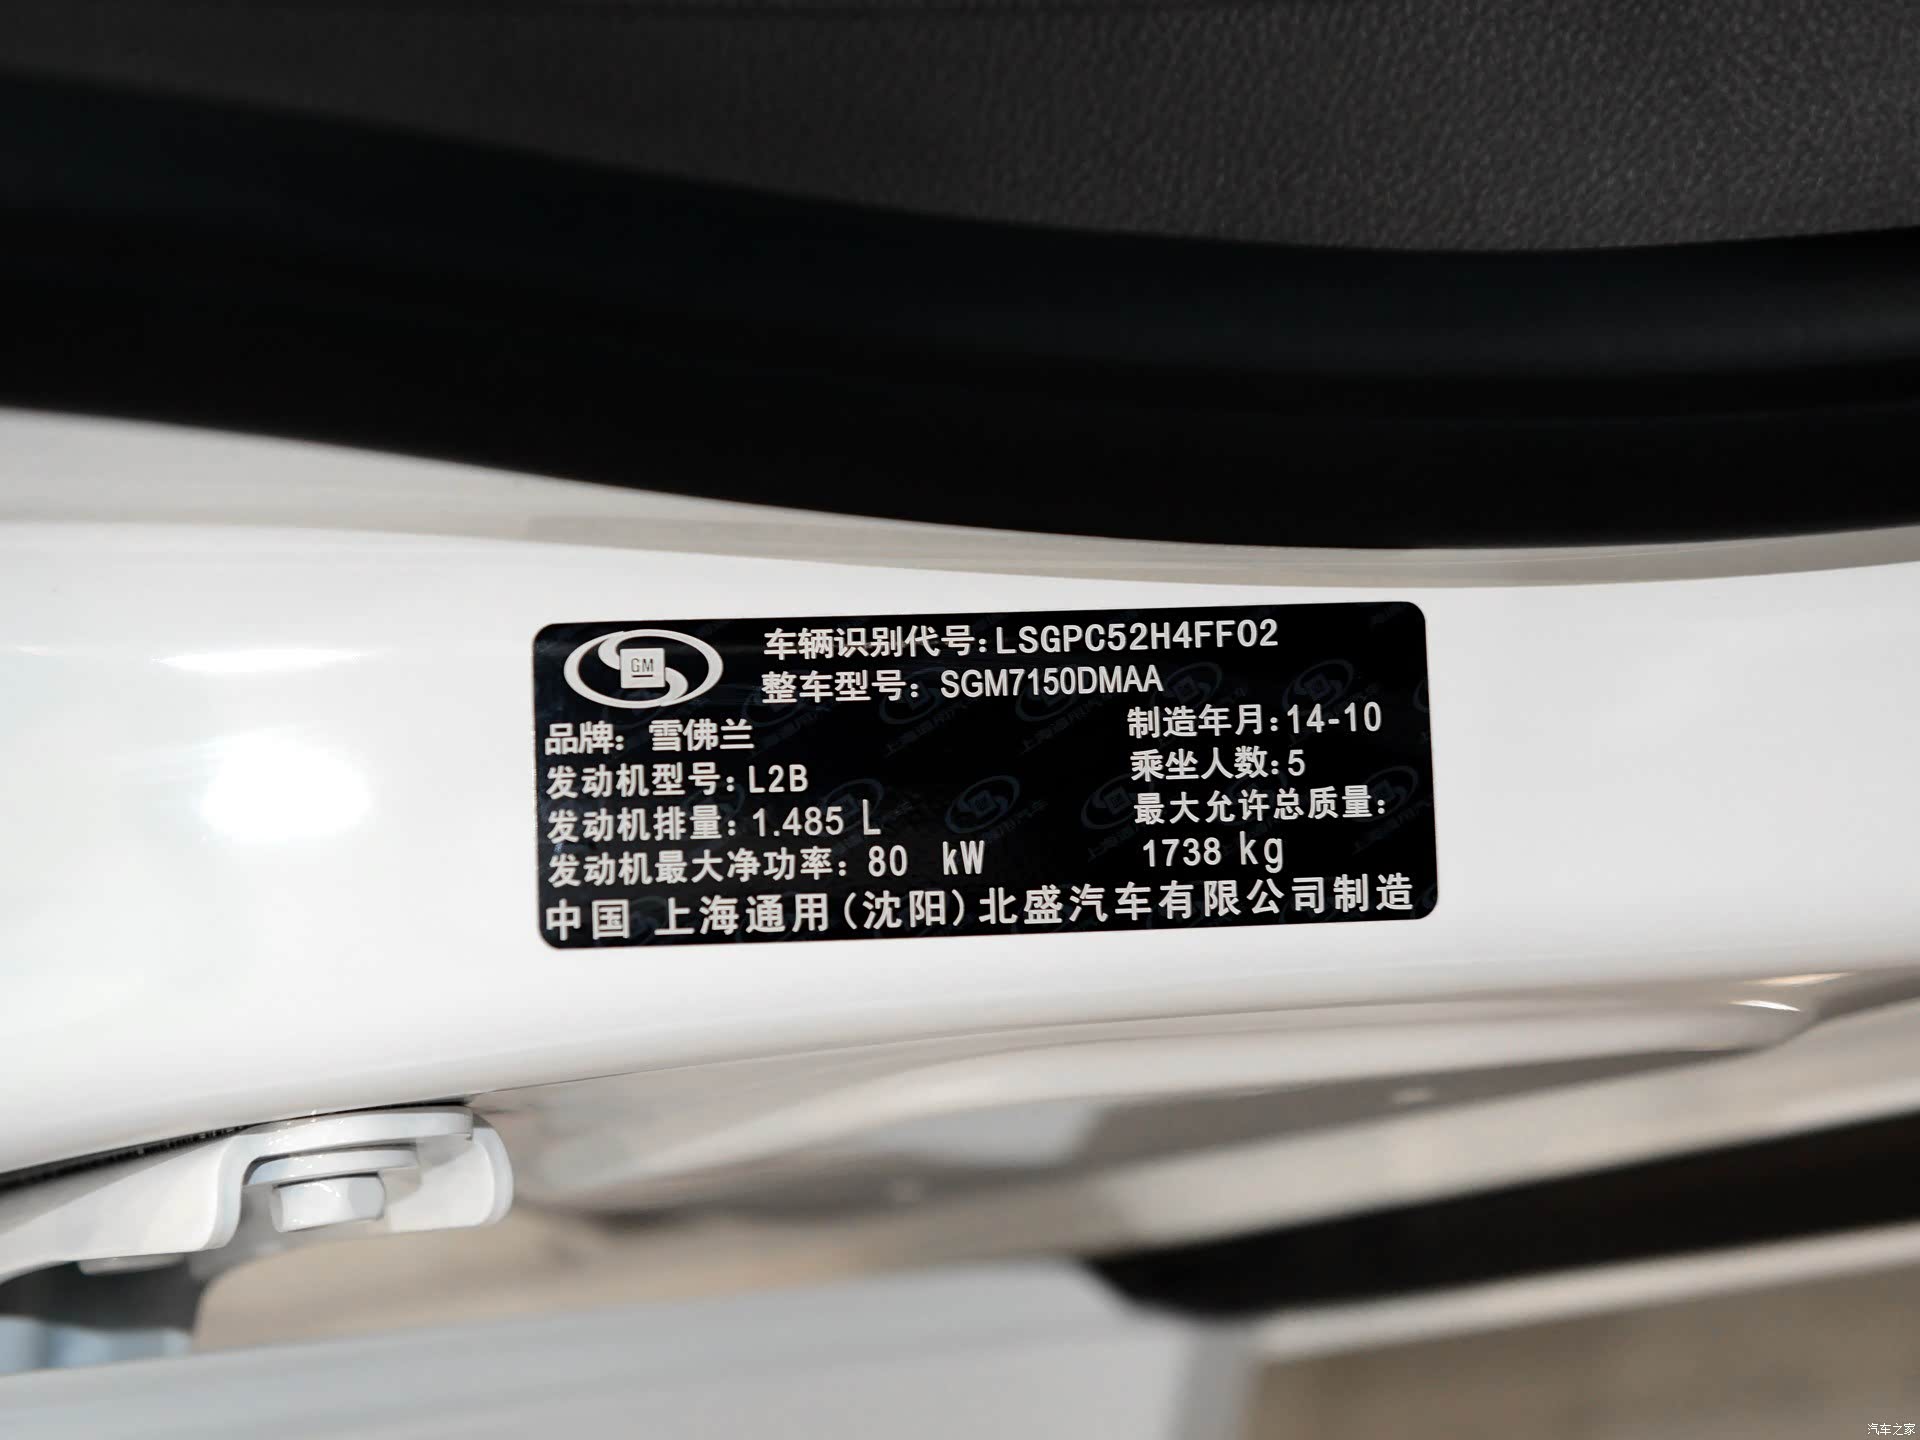 GM
车辆识别代号:LSGPC52H4FF02
整车型号: SGM7150DMAA
品牌: 雪佛兰
制造年月:14-10
发动机型号:L2B
乘坐人数:5
发动机排量: 1.485 L
最大允许总质量:
发动机最大净功率: 80 kW
1738 kg
中国 上海通用(沈阳)北盛汽车有限公司制造
汽车之家